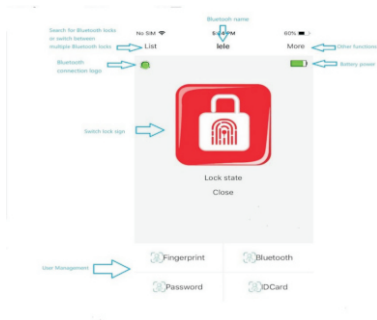 Bluetooth name
Search for Bluetooth locks
or switch between
multiple Bluetooth locks
No SIM
PM
60%
List
lele
More
Other functions
Bluetooth
connection logo
Battery power
Switch lock sign
Lock state
Close
User Management
Fingerprint
Bluetooth
Password
IDCard